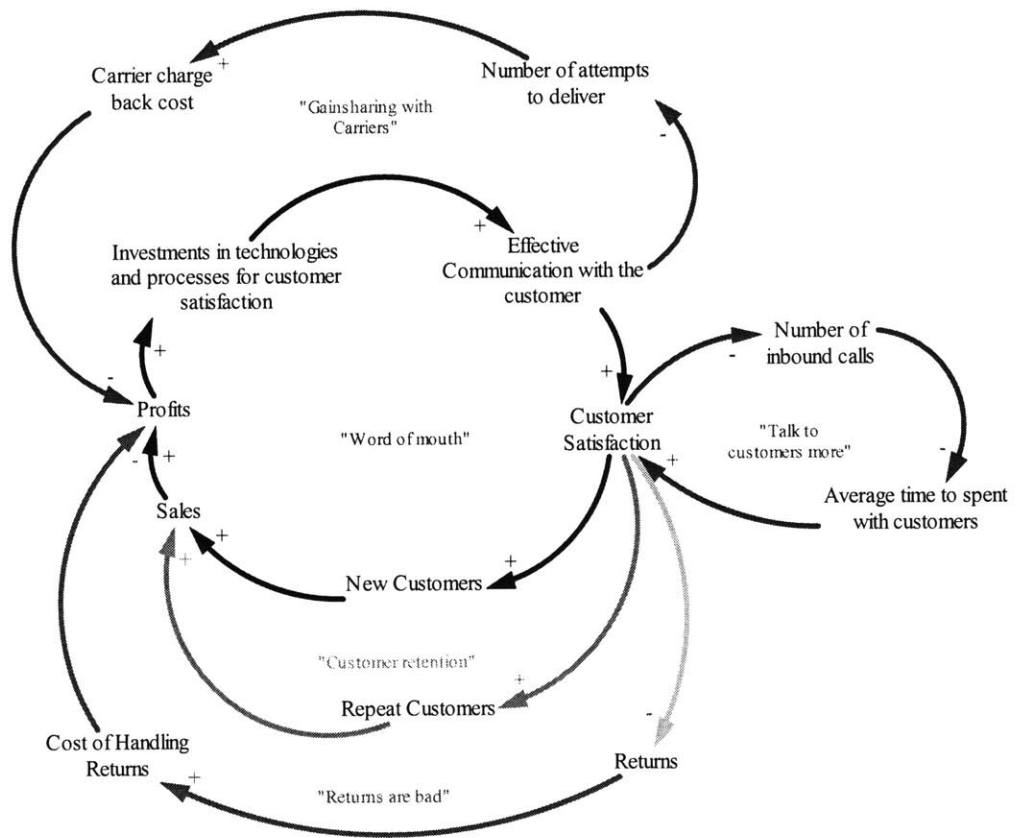 Carrier charge
back cost
+
Number of attempts
to deliver
"Gainsharing with
Carriers"
-
+
Effective
Communication with the
customer
Investments in technologies
and processes for customer
satisfaction
+
-
Profits
+
Number of
inbound calls
-
Customer
Satisfaction
"Word of mouth"
"Talk to
customers more"
-
+
- +
Average time to spent
with customers
Sales
+
+
+
New Customers
"Customer retention"
+
Repeat Customers
-
Cost of Handling
Returns
+
Returns
"Returns are bad"